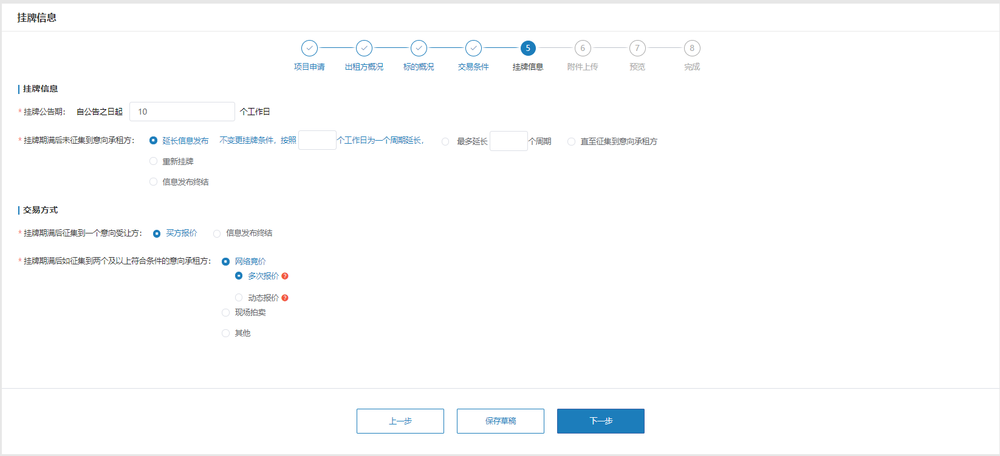 挂牌信息
5 6 7 8
项目申请 出租方概况 标的概况 交易条件 挂牌信息 附件上传 预览 完成
挂牌信息
* 挂牌公告期： 自公告之日起 10 个工作日
* 挂牌期满后未征集到意向承租方： 延长信息发布 不变更挂牌条件，按照 个工作日为一个周期延长， 最多延长 个周期 直至征集到意向承租方
重新挂牌
信息发布终结
交易方式
* 挂牌期满后征集到一个意向受让方： 买方报价 信息发布终结
* 挂牌期满后如征集到两个及以上符合条件的意向承租方： 网络竞价
多次报价 ?
动态报价 ?
现场拍卖
其他
上一步 保存草稿 下一步